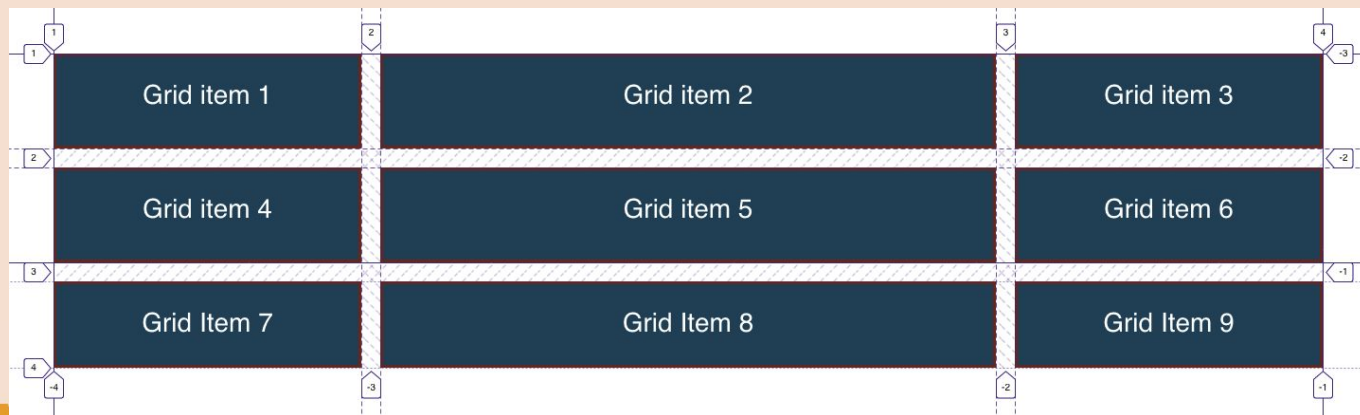 1 2 3 4
1 -3
Grid item 1 Grid item 2 Grid item 3
2 -2
Grid item 4 Grid item 5 Grid item 6
3 -1
Grid Item 7 Grid Item 8 Grid Item 9
4
-4 -3 -2 -1